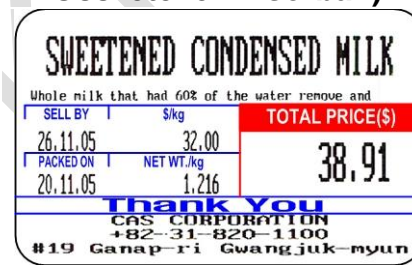 SWEETENED CONDENSED MILK
Whole milk that had 60% of the water remove and
SELL BY $/kg TOTAL PRICE($)
26.11.05 32.00
PACKED ON NET WT./kg 38.91
20.11.05 1.216
Thank You
CAS CORPORATION
+82-31-820-1100
#19 Ganap-ri Gwangjuk-myun